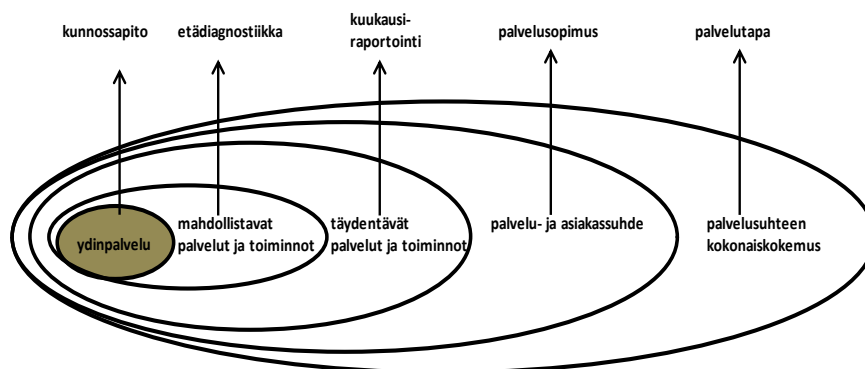 kunnossapito
etädiagnostiikka
kuukausi-
raportointi
palvelusopimus
palvelutapa
ydinpalvelu
mahdollistavat
palvelut ja toiminnot
täydentävät
palvelut ja toiminnot
palvelu- ja asiakassuhde
palvelusuhteen
kokonaiskokemus